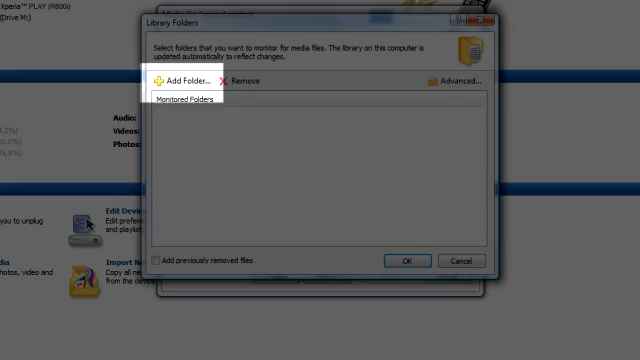 Xperia™ PLAY (R800i)
(Drive M:)
Library Folders
Select folders that you want to monitor for media files. The library on this computer is
updated automatically to reflect changes.
Add Folder...
Remove
Advanced...
Monitored Folders
Audio:
,2%)
Videos:
(0,0%)
Photos:
(5,8%)
Edit Devic
you to unplug
Edit prefer
and playlist
dia
Import Ne
hotos, video and
Copy all ne
from the device
Add previously removed files
OK
Cancel